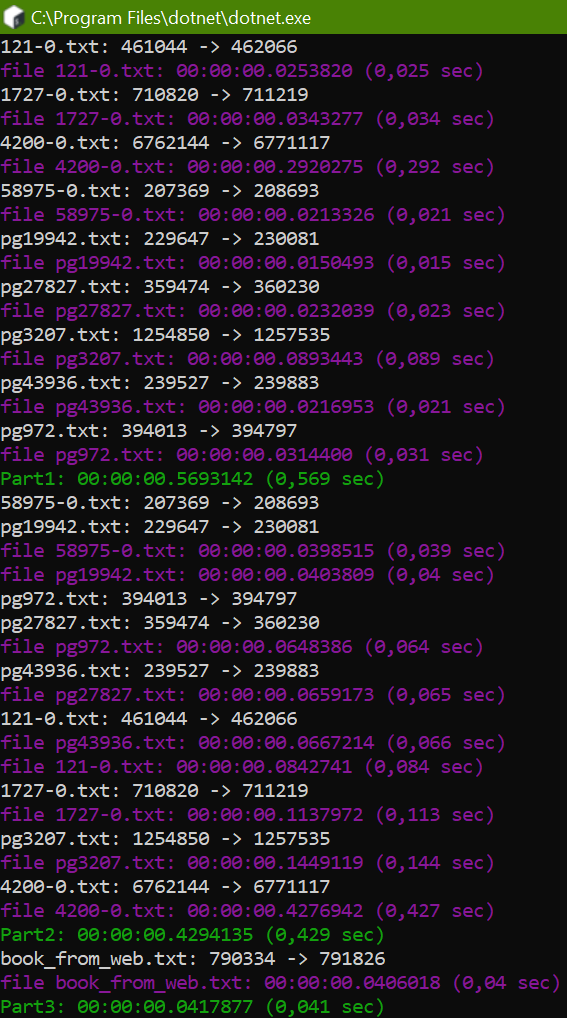 C:\Program Files\dotnet\dotnet.exe
121-0.txt: 461044 -> 462066
file 121-0.txt: 00:00:00.0253820 (0,025 sec)
1727-0.txt: 710820 -> 711219
file 1727-0.txt: 00:00:00.0343277 (0,034 sec)
4200-0.txt: 6762144 -> 6771117
file 4200-0.txt: 00:00:00.2920275 (0,292 sec)
58975-0.txt: 207369 -> 208693
file 58975-0.txt: 00:00:00.0213326 (0,021 sec)
pg19942.txt: 229647 -> 230081
file pg19942.txt: 00:00:00.0150493 (0,015 sec)
pg27827.txt: 359474 -> 360230
file pg27827.txt: 00:00:00.0232039 (0,023 sec)
pg3207.txt: 1254850 -> 1257535
file pg3207.txt: 00:00:00.0893443 (0,089 sec)
pg43936.txt: 239527 -> 239883
file pg43936.txt: 00:00:00.0216953 (0,021 sec)
pg972.txt: 394013 -> 394797
file pg972.txt: 00:00:00.0314400 (0,031 sec)
Part1: 00:00:00.5693142 (0,569 sec)
58975-0.txt: 207369 -> 208693
pg19942.txt: 229647 -> 230081
file 58975-0.txt: 00:00:00.0398515 (0,039 sec)
file pg19942.txt: 00:00:00.0403809 (0,04 sec)
pg972.txt: 394013 -> 394797
pg27827.txt: 359474 -> 360230
file pg972.txt: 00:00:00.0648386 (0,064 sec)
pg43936.txt: 239527 -> 239883
file pg27827.txt: 00:00:00.0659173 (0,065 sec)
121-0.txt: 461044 -> 462066
file pg43936.txt: 00:00:00.0667214 (0,066 sec)
file 121-0.txt: 00:00:00.0842741 (0,084 sec)
1727-0.txt: 710820 -> 711219
file 1727-0.txt: 00:00:00.1137972 (0,113 sec)
pg3207.txt: 1254850 -> 1257535
file pg3207.txt: 00:00:00.1449119 (0,144 sec)
4200-0.txt: 6762144 -> 6771117
file 4200-0.txt: 00:00:00.4276942 (0,427 sec)
Part2: 00:00:00.4294135 (0,429 sec)
book_from_web.txt: 790334 -> 791826
file book_from_web.txt: 00:00:00.0406018 (0,04 sec)
Part3: 00:00:00.0417877 (0,041 sec)